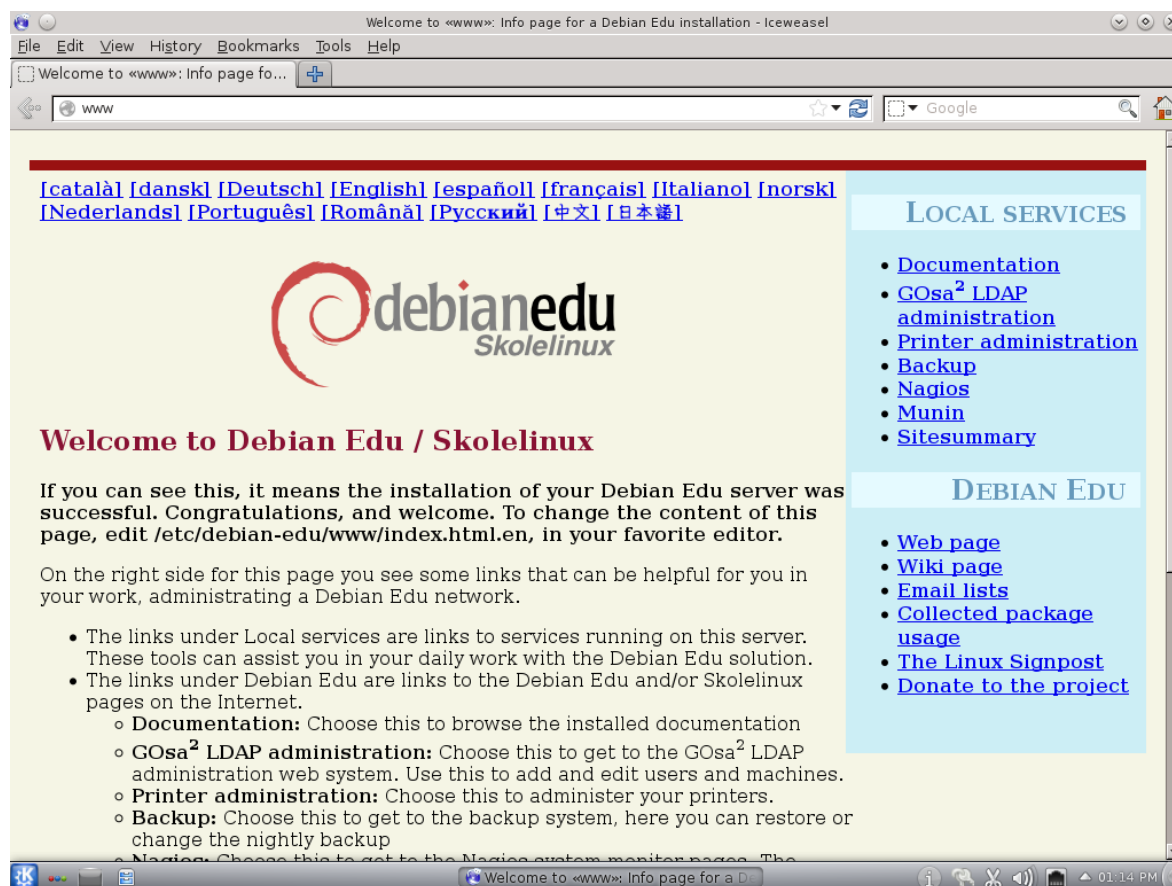 Welcome to «www»: Info page for a Debian Edu installation - Iceweasel
File Edit View History Bookmarks Tools Help
Welcome to «www»: Info page fo...
www
Google
[català] [dansk] [Deutsch] [English] [español] [français] [Italiano] [norsk]
[Nederlands] [Português] [Română] [Русский] [中文] [日本語]
debianedu
Skolelinux
Welcome to Debian Edu / Skolelinux
If you can see this, it means the installation of your Debian Edu server was
successful. Congratulations, and welcome. To change the content of this
page, edit /etc/debian-edu/www/index.html.en, in your favorite editor.
On the right side for this page you see some links that can be helpful for you in
your work, administrating a Debian Edu network.
• The links under Local services are links to services running on this server.
These tools can assist you in your daily work with the Debian Edu solution.
• The links under Debian Edu are links to the Debian Edu and/or Skolelinux
pages on the Internet.
◦ Documentation: Choose this to browse the installed documentation
◦ GOsa² LDAP administration: Choose this to get to the GOsa² LDAP
administration web system. Use this to add and edit users and machines.
◦ Printer administration: Choose this to administer your printers.
◦ Backup: Choose this to get to the backup system, here you can restore or
change the nightly backup
◦ Nagios: Choose this to get to the Nagios system monitor pages. The
LOCAL SERVICES
• Documentation
• GOsa² LDAP
administration
• Printer administration
• Backup
• Nagios
• Munin
• Sitesummary
DEBIAN EDU
• Web page
• Wiki page
• Email lists
• Collected package
usage
• The Linux Signpost
• Donate to the project
Welcome to «www»: Info page for a De
01:14 PM